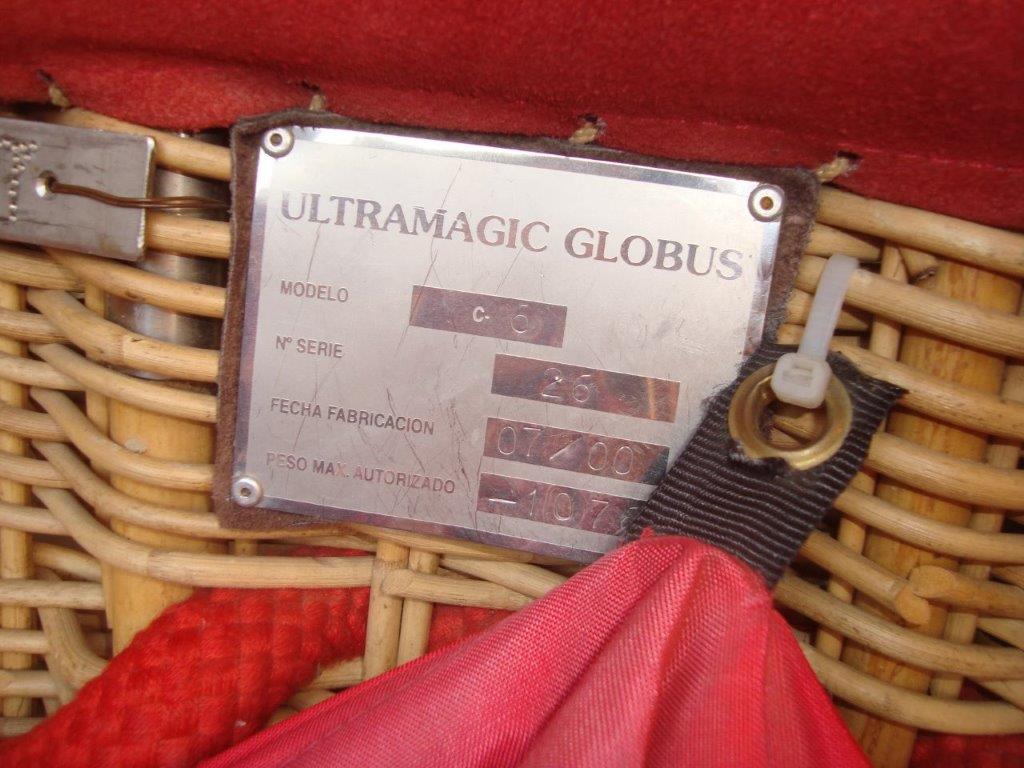 ULTRAMAGIC GLOBUS
MODELO C- 6
Nº SERIE 26
FECHA FABRICACION 07/00
PESO MAX. AUTORIZADO